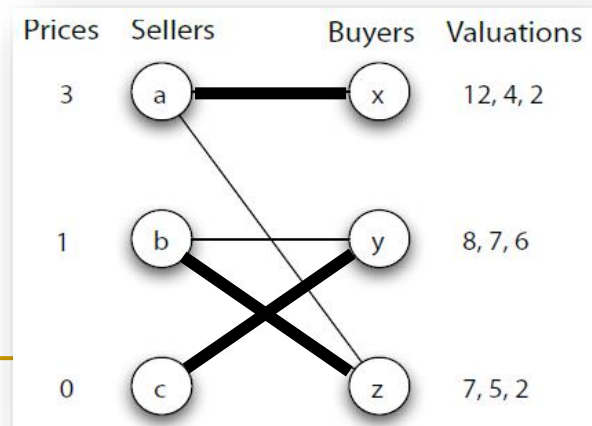 Prices Sellers Buyers Valuations
3 a x 12, 4, 2
1 b y 8, 7, 6
0 c z 7, 5, 2